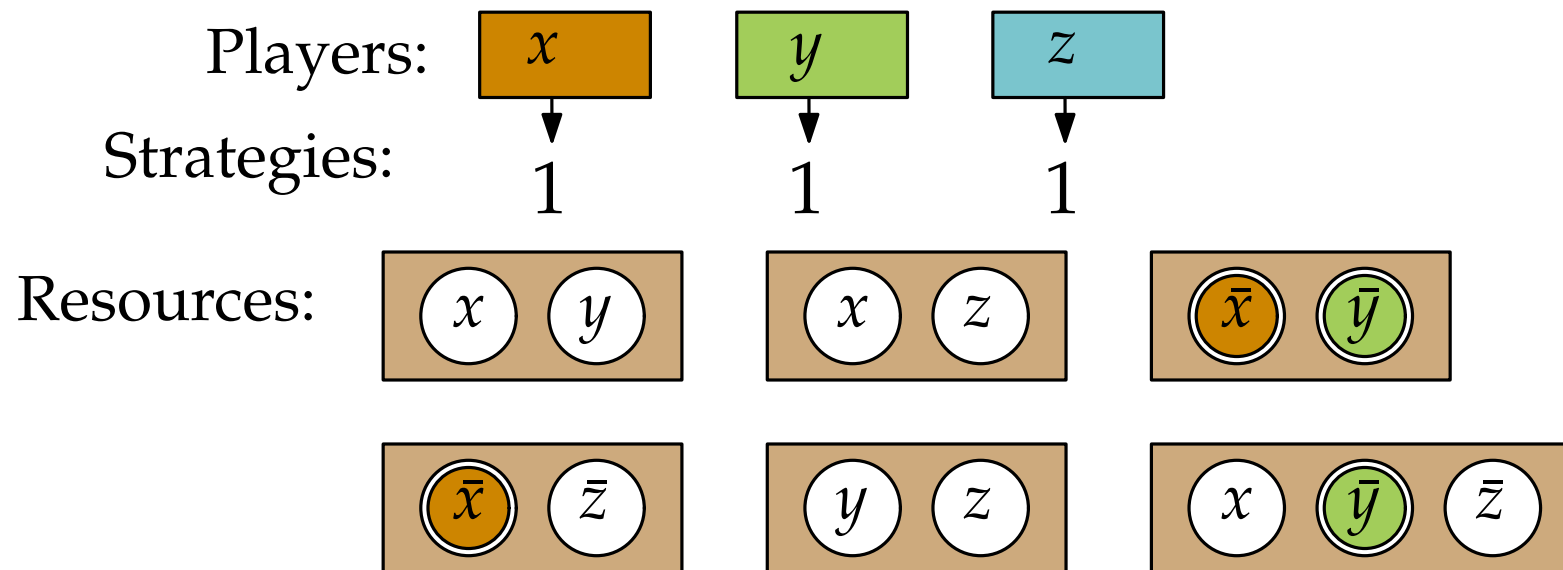 Players: x y z
Strategies: 1 1 1
Resources: x y x z x̄ ȳ
x̄ z̄ y z x ȳ z̄